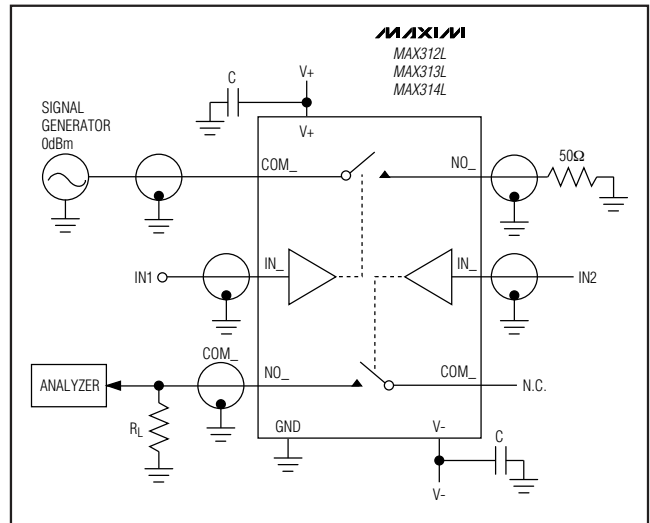 MAXIM
MAX312L
MAX313L
MAX314L
C
V+
V+
SIGNAL
GENERATOR
0dBm
COM_
NO_
50Ω
IN1
IN_
IN_
IN2
COM_
ANALYZER
NO_
COM_
N.C.
RL
GND
V-
C
V-